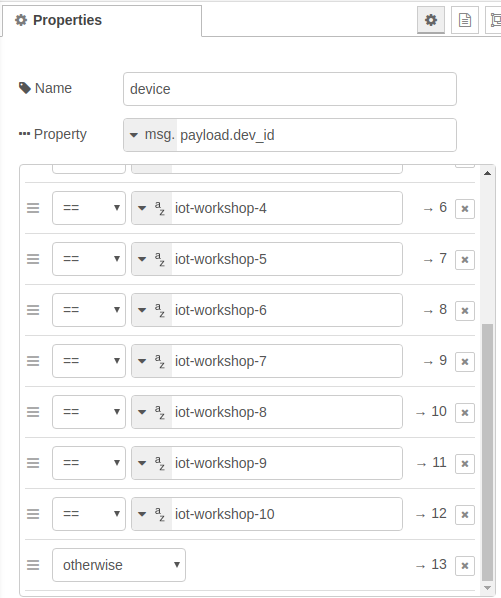 Properties
Name device
Property msg. payload.dev_id
== az iot-workshop-4 → 6
== az iot-workshop-5 → 7
== az iot-workshop-6 → 8
== az iot-workshop-7 → 9
== az iot-workshop-8 → 10
== az iot-workshop-9 → 11
== az iot-workshop-10 → 12
otherwise → 13